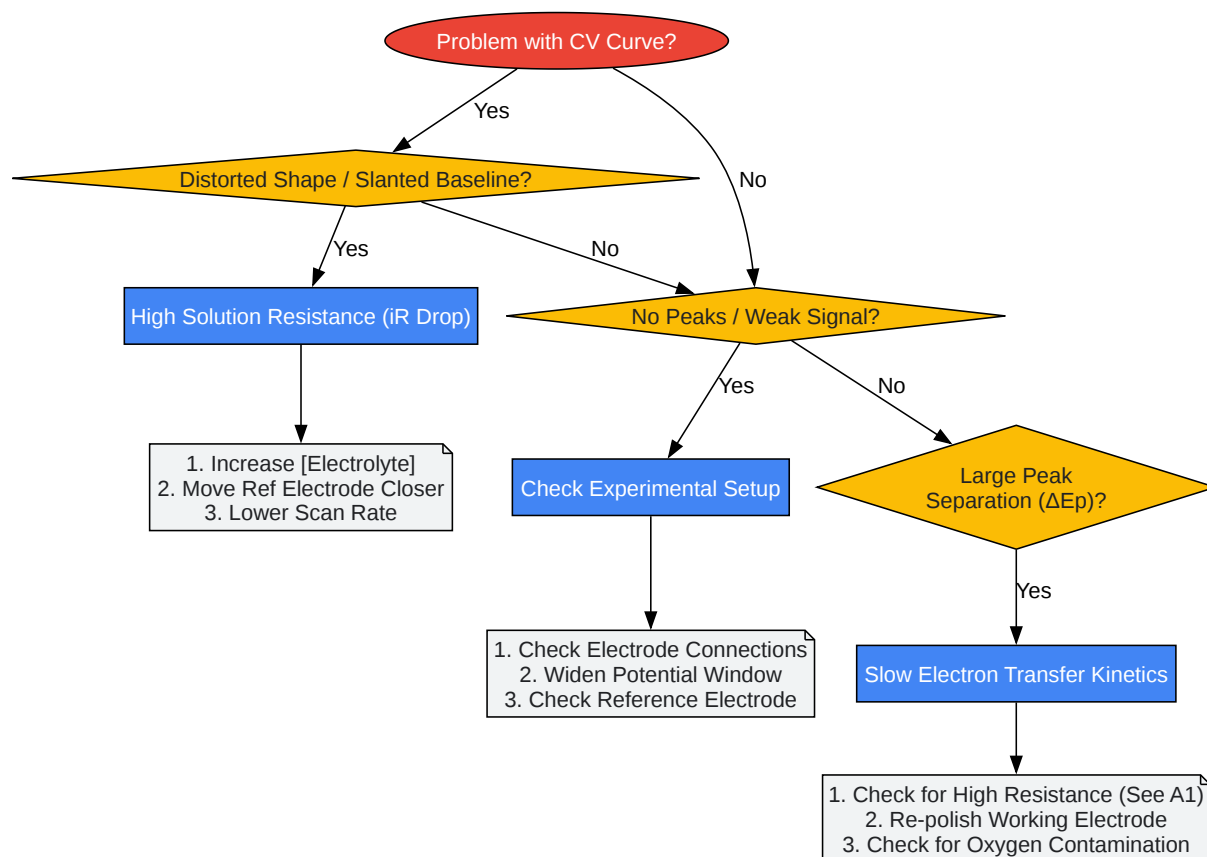 Problem with CV Curve?
Yes
No
Distorted Shape / Slanted Baseline?
Yes
No
High Solution Resistance (iR Drop)
No Peaks / Weak Signal?
Yes
No
1. Increase [Electrolyte]
2. Move Ref Electrode Closer
3. Lower Scan Rate
Check Experimental Setup
Large Peak
Separation (ΔEp)?
Yes
1. Check Electrode Connections
2. Widen Potential Window
3. Check Reference Electrode
Slow Electron Transfer Kinetics
1. Check for High Resistance (See A1)
2. Re-polish Working Electrode
3. Check for Oxygen Contamination